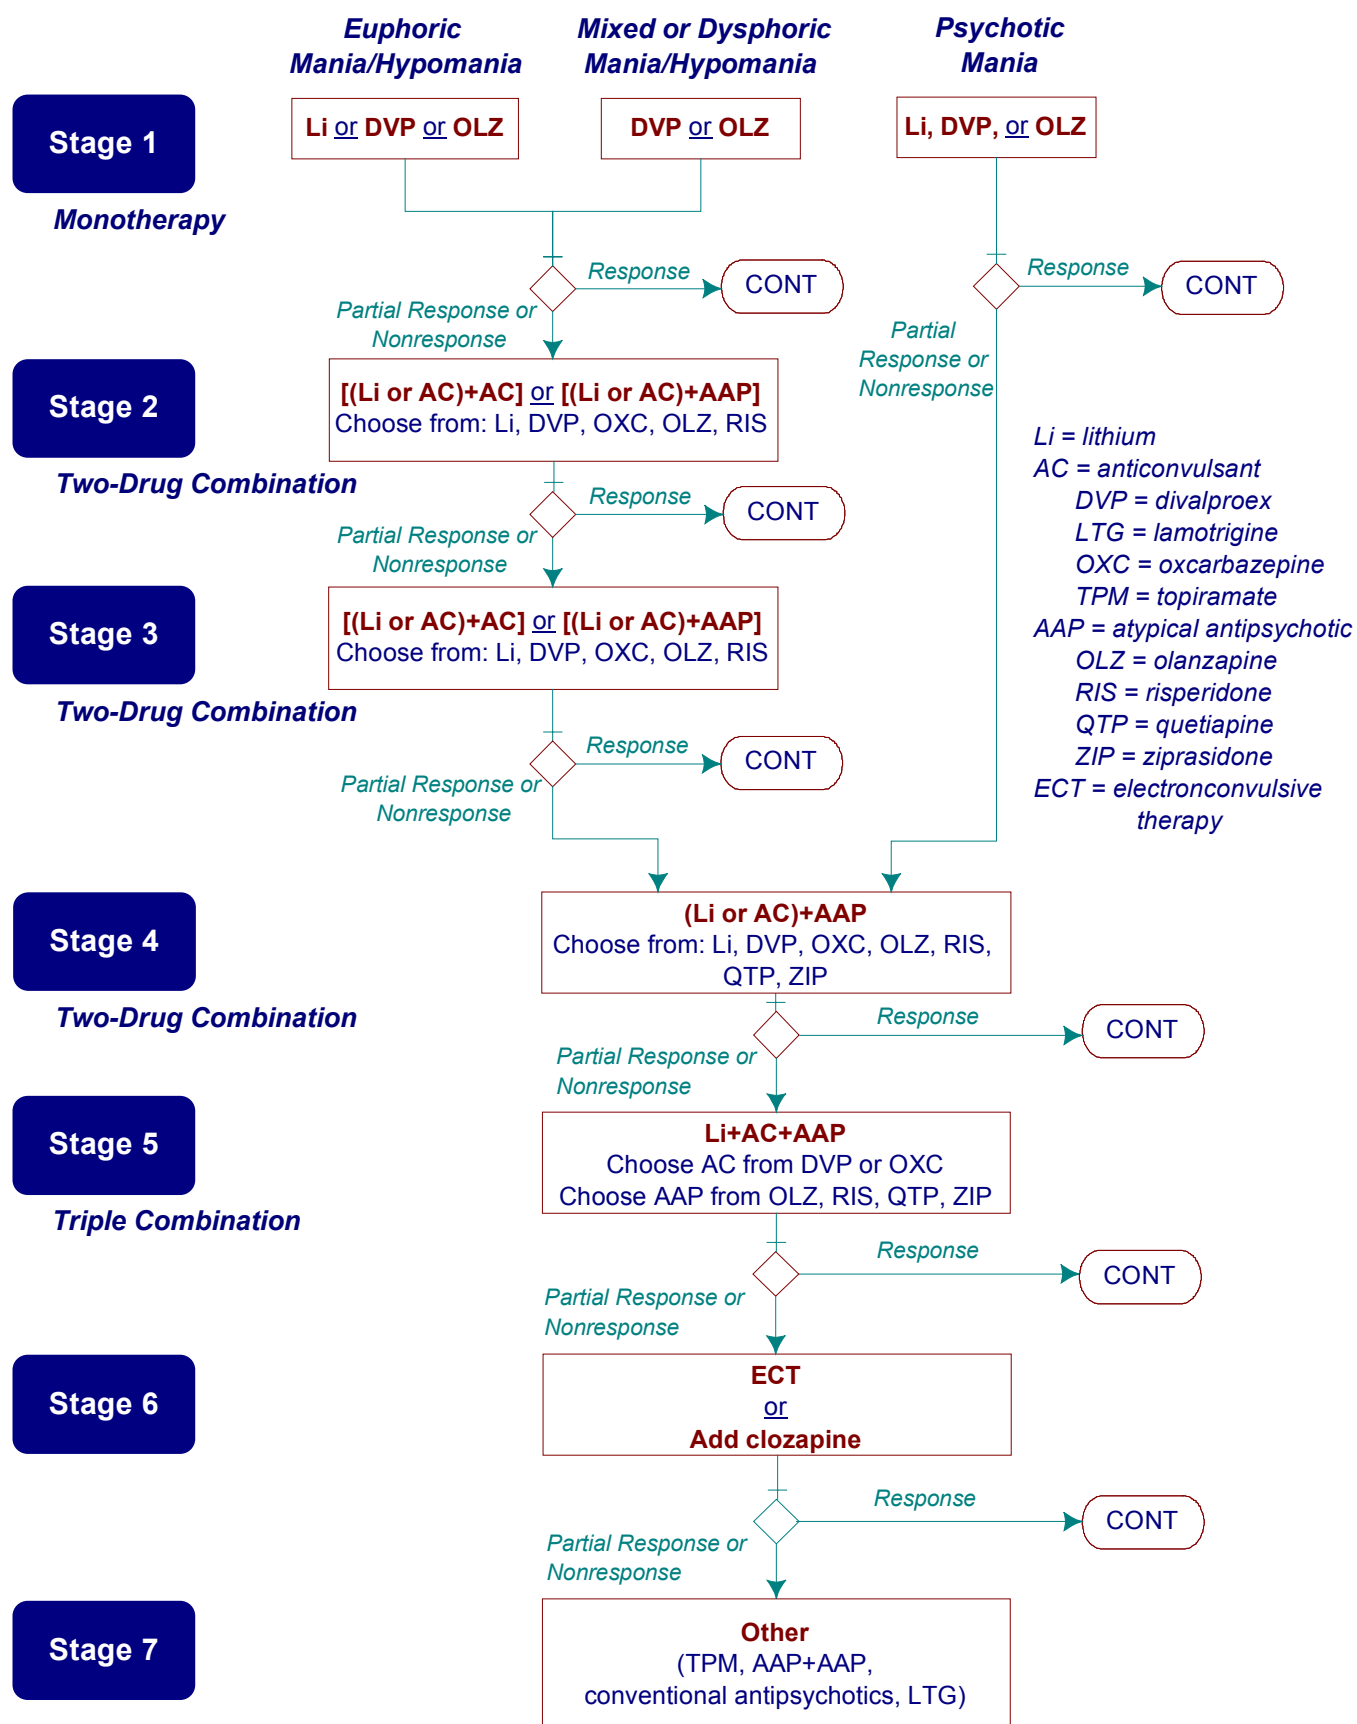 Euphoric
Mania/Hypomania
Mixed or Dysphoric
Mania/Hypomania
Psychotic
Mania
Stage 1
Monotherapy
Li or DVP or OLZ
DVP or OLZ
Li, DVP, or OLZ
Response
CONT
Partial Response or
Nonresponse
Response
CONT
Partial
Response or
Nonresponse
Stage 2
Two-Drug Combination
[(Li or AC)+AC] or [(Li or AC)+AAP]
Choose from: Li, DVP, OXC, OLZ, RIS
Response
CONT
Partial Response or
Nonresponse
Li = lithium
AC = anticonvulsant
DVP = divalproex
LTG = lamotrigine
OXC = oxcarbazepine
TPM = topiramate
AAP = atypical antipsychotic
OLZ = olanzapine
RIS = risperidone
QTP = quetiapine
ZIP = ziprasidone
ECT = electronconvulsive
therapy
Stage 3
Two-Drug Combination
[(Li or AC)+AC] or [(Li or AC)+AAP]
Choose from: Li, DVP, OXC, OLZ, RIS
Response
CONT
Partial Response or
Nonresponse
Stage 4
Two-Drug Combination
(Li or AC)+AAP
Choose from: Li, DVP, OXC, OLZ, RIS,
QTP, ZIP
Response
CONT
Partial Response or
Nonresponse
Stage 5
Triple Combination
Li+AC+AAP
Choose AC from DVP or OXC
Choose AAP from OLZ, RIS, QTP, ZIP
Response
CONT
Partial Response or
Nonresponse
Stage 6
ECT
or
Add clozapine
Response
CONT
Partial Response or
Nonresponse
Stage 7
Other
(TPM, AAP+AAP,
conventional antipsychotics, LTG)